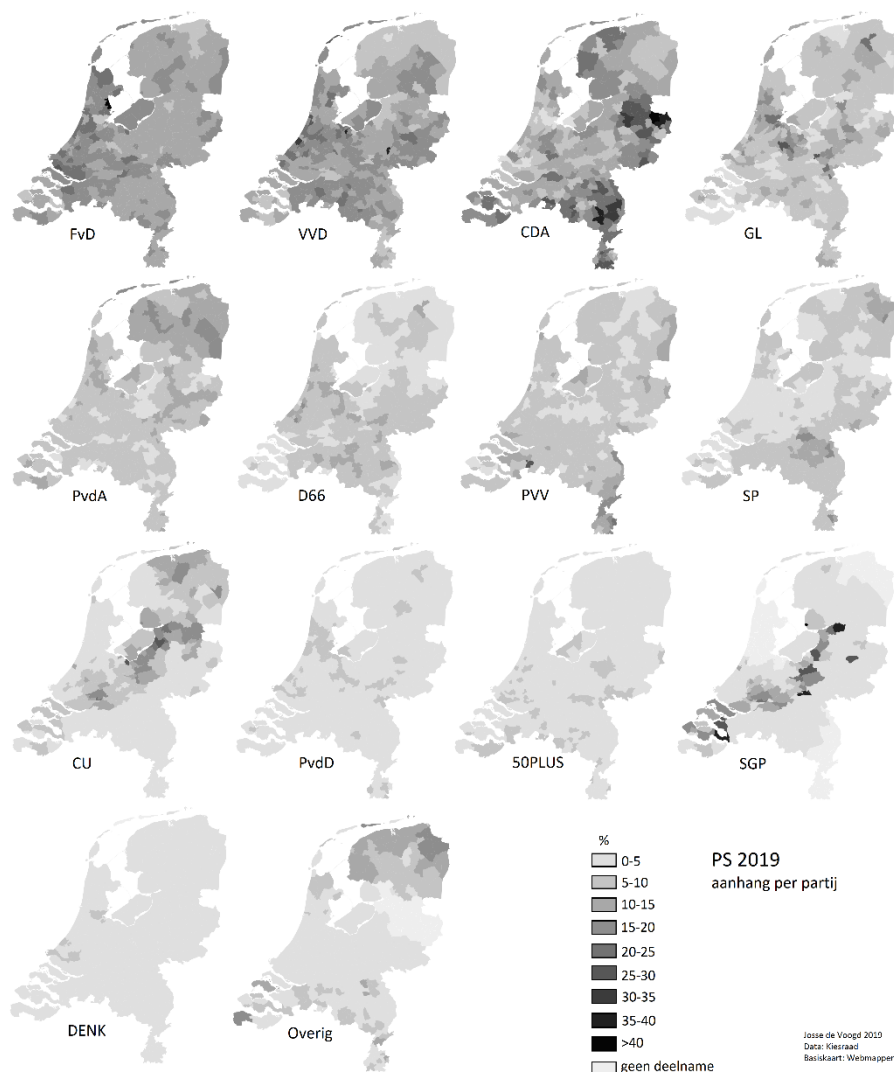 FvD
VVD
CDA
GL
PvdA
D66
PVV
SP
CU
PvdD
50PLUS
SGP
DENK
Overig
%
0-5
5-10
10-15
15-20
20-25
25-30
30-35
35-40
>40
geen deelname
PS 2019
aanhang per partij
Josse de Voogd 2019
Data: Kiesraad
Basiskaart: Webmapper